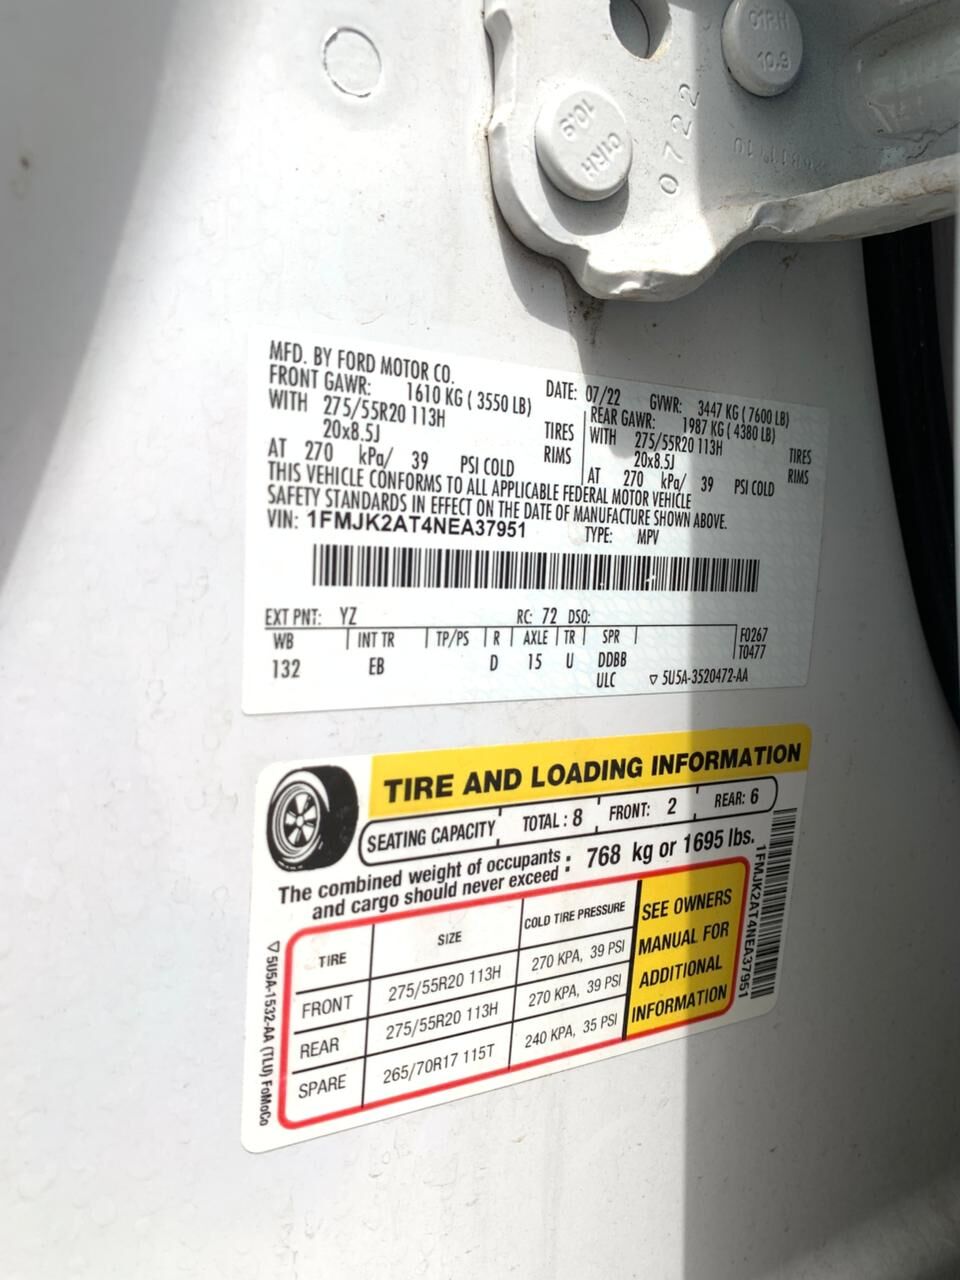 01RH
10.9
01RH
10.9
0722
MFD. BY FORD MOTOR CO.
DATE: 07/22 GVWR: 3447 KG ( 7600 LB)
FRONT GAWR: 1610 KG ( 3550 LB)
REAR GAWR: 1987 KG ( 4380 LB)
WITH 275/55R20 113H TIRES
WITH 275/55R20 113H TIRES
20x8.5J RIMS
20x8.5J RIMS
AT 270 kPa/ 39 PSI COLD
AT 270 kPa/ 39 PSI COLD
THIS VEHICLE CONFORMS TO ALL APPLICABLE FEDERAL MOTOR VEHICLE
SAFETY STANDARDS IN EFFECT ON THE DATE OF MANUFACTURE SHOWN ABOVE.
VIN: 1FMJK2AT4NEA37951
TYPE: MPV
EXT PNT: YZ RC: 72 DSO:
WB INT TR TP/PS R AXLE TR SPR F0267
T0477
132 EB D 15 U DDBB
ULC ▽ 5U5A-3520472-AA
TIRE AND LOADING INFORMATION
SEATING CAPACITY TOTAL : 8 FRONT: 2 REAR: 6
The combined weight of occupants
and cargo should never exceed : 768 kg or 1695 lbs.
TIRE SIZE COLD TIRE PRESSURE
FRONT 275/55R20 113H 270 KPA, 39 PSI
REAR 275/55R20 113H 270 KPA, 39 PSI
SPARE 265/70R17 115T 240 KPA, 35 PSI
SEE OWNERS
MANUAL FOR
ADDITIONAL
INFORMATION
1FMJK2AT4NEA37951
▽ 5U5A-1532-AA (TLU) FoMoCo